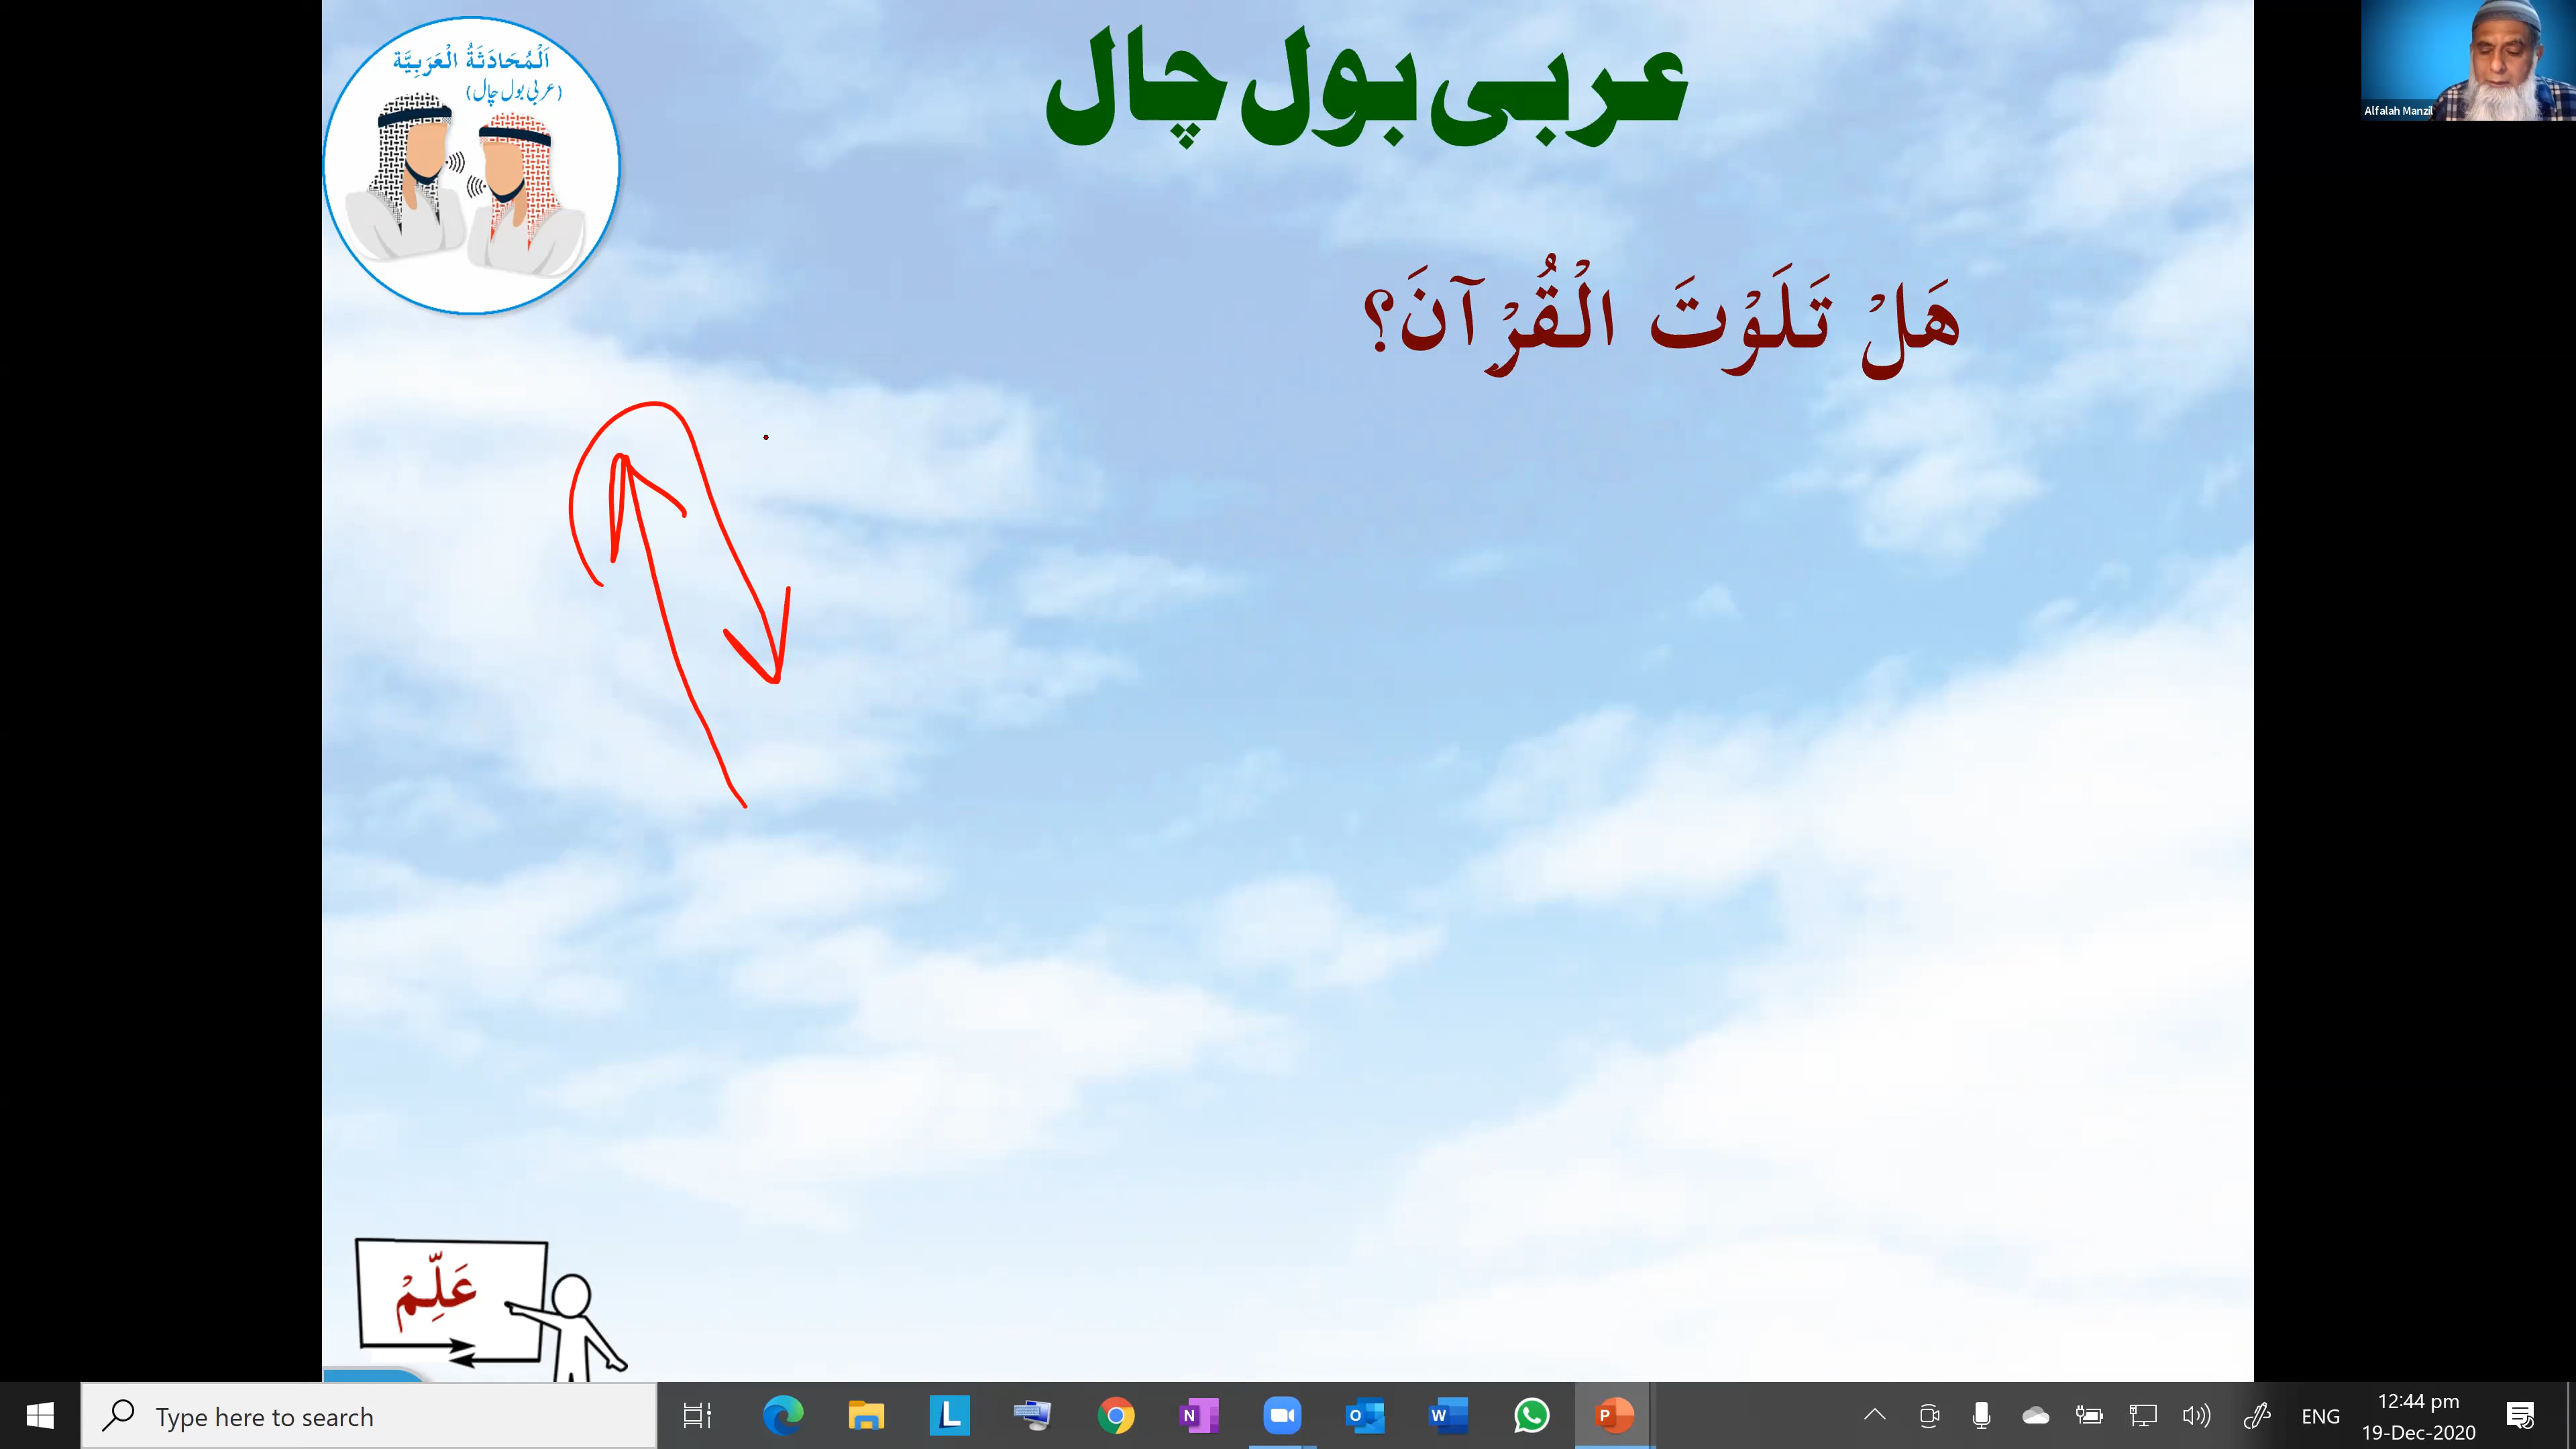 اَلْمُحَادَثَةُ الْعَرَبِيَّة
(عربی بول چال)
عربی بول چال
Alfalah Manzil
هَلْ تَلَوْتَ الْقُرْآنَ؟
عَلِّمْ
Type here to search
ENG
12:44 pm
19-Dec-2020